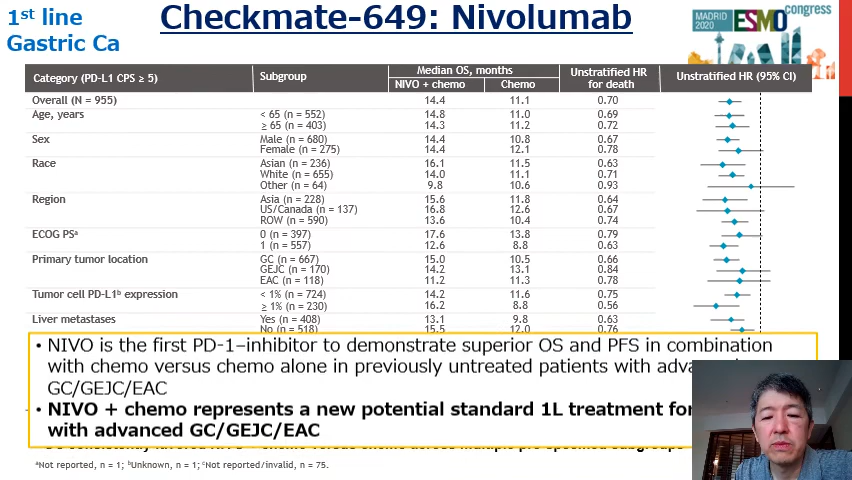 1st line
Gastric Ca
Checkmate-649: Nivolumab
MADRID
2020
ESMO
congress
Category (PD-L1 CPS ≥ 5) Subgroup Median OS, months Unstratified HR for death Unstratified HR (95% CI)
NIVO + chemo Chemo
Overall (N = 955) 14.4 11.1 0.70
Age, years < 65 (n = 552) 14.8 11.0 0.69
≥ 65 (n = 403) 14.3 11.2 0.72
Sex Male (n = 680) 14.4 10.8 0.67
Female (n = 275) 14.4 12.1 0.78
Race Asian (n = 236) 16.1 11.5 0.63
White (n = 655) 14.0 11.1 0.71
Other (n = 64) 9.8 10.6 0.93
Region Asia (n = 228) 15.6 11.8 0.64
US/Canada (n = 137) 16.8 12.6 0.67
ROW (n = 590) 13.6 10.4 0.74
ECOG PSa 0 (n = 397) 17.6 13.8 0.79
1 (n = 557) 12.6 8.8 0.63
Primary tumor location GC (n = 667) 15.0 10.5 0.66
GEJC (n = 170) 14.2 13.1 0.84
EAC (n = 118) 11.2 11.3 0.78
Tumor cell PD-L1b expression < 1% (n = 724) 14.2 11.6 0.75
≥ 1% (n = 230) 16.2 8.8 0.56
Liver metastases Yes (n = 408) 13.1 9.8 0.63
No (n = 518) 15.5 12.0 0.76
• NIVO is the first PD-1–inhibitor to demonstrate superior OS and PFS in combination
with chemo versus chemo alone in previously untreated patients with
GC/GEJC/EAC
• NIVO + chemo represents a new potential standard 1L treatment for
with advanced GC/GEJC/EAC
aNot reported, n = 1; bUnknown, n = 1; cNot reported/invalid, n = 75.